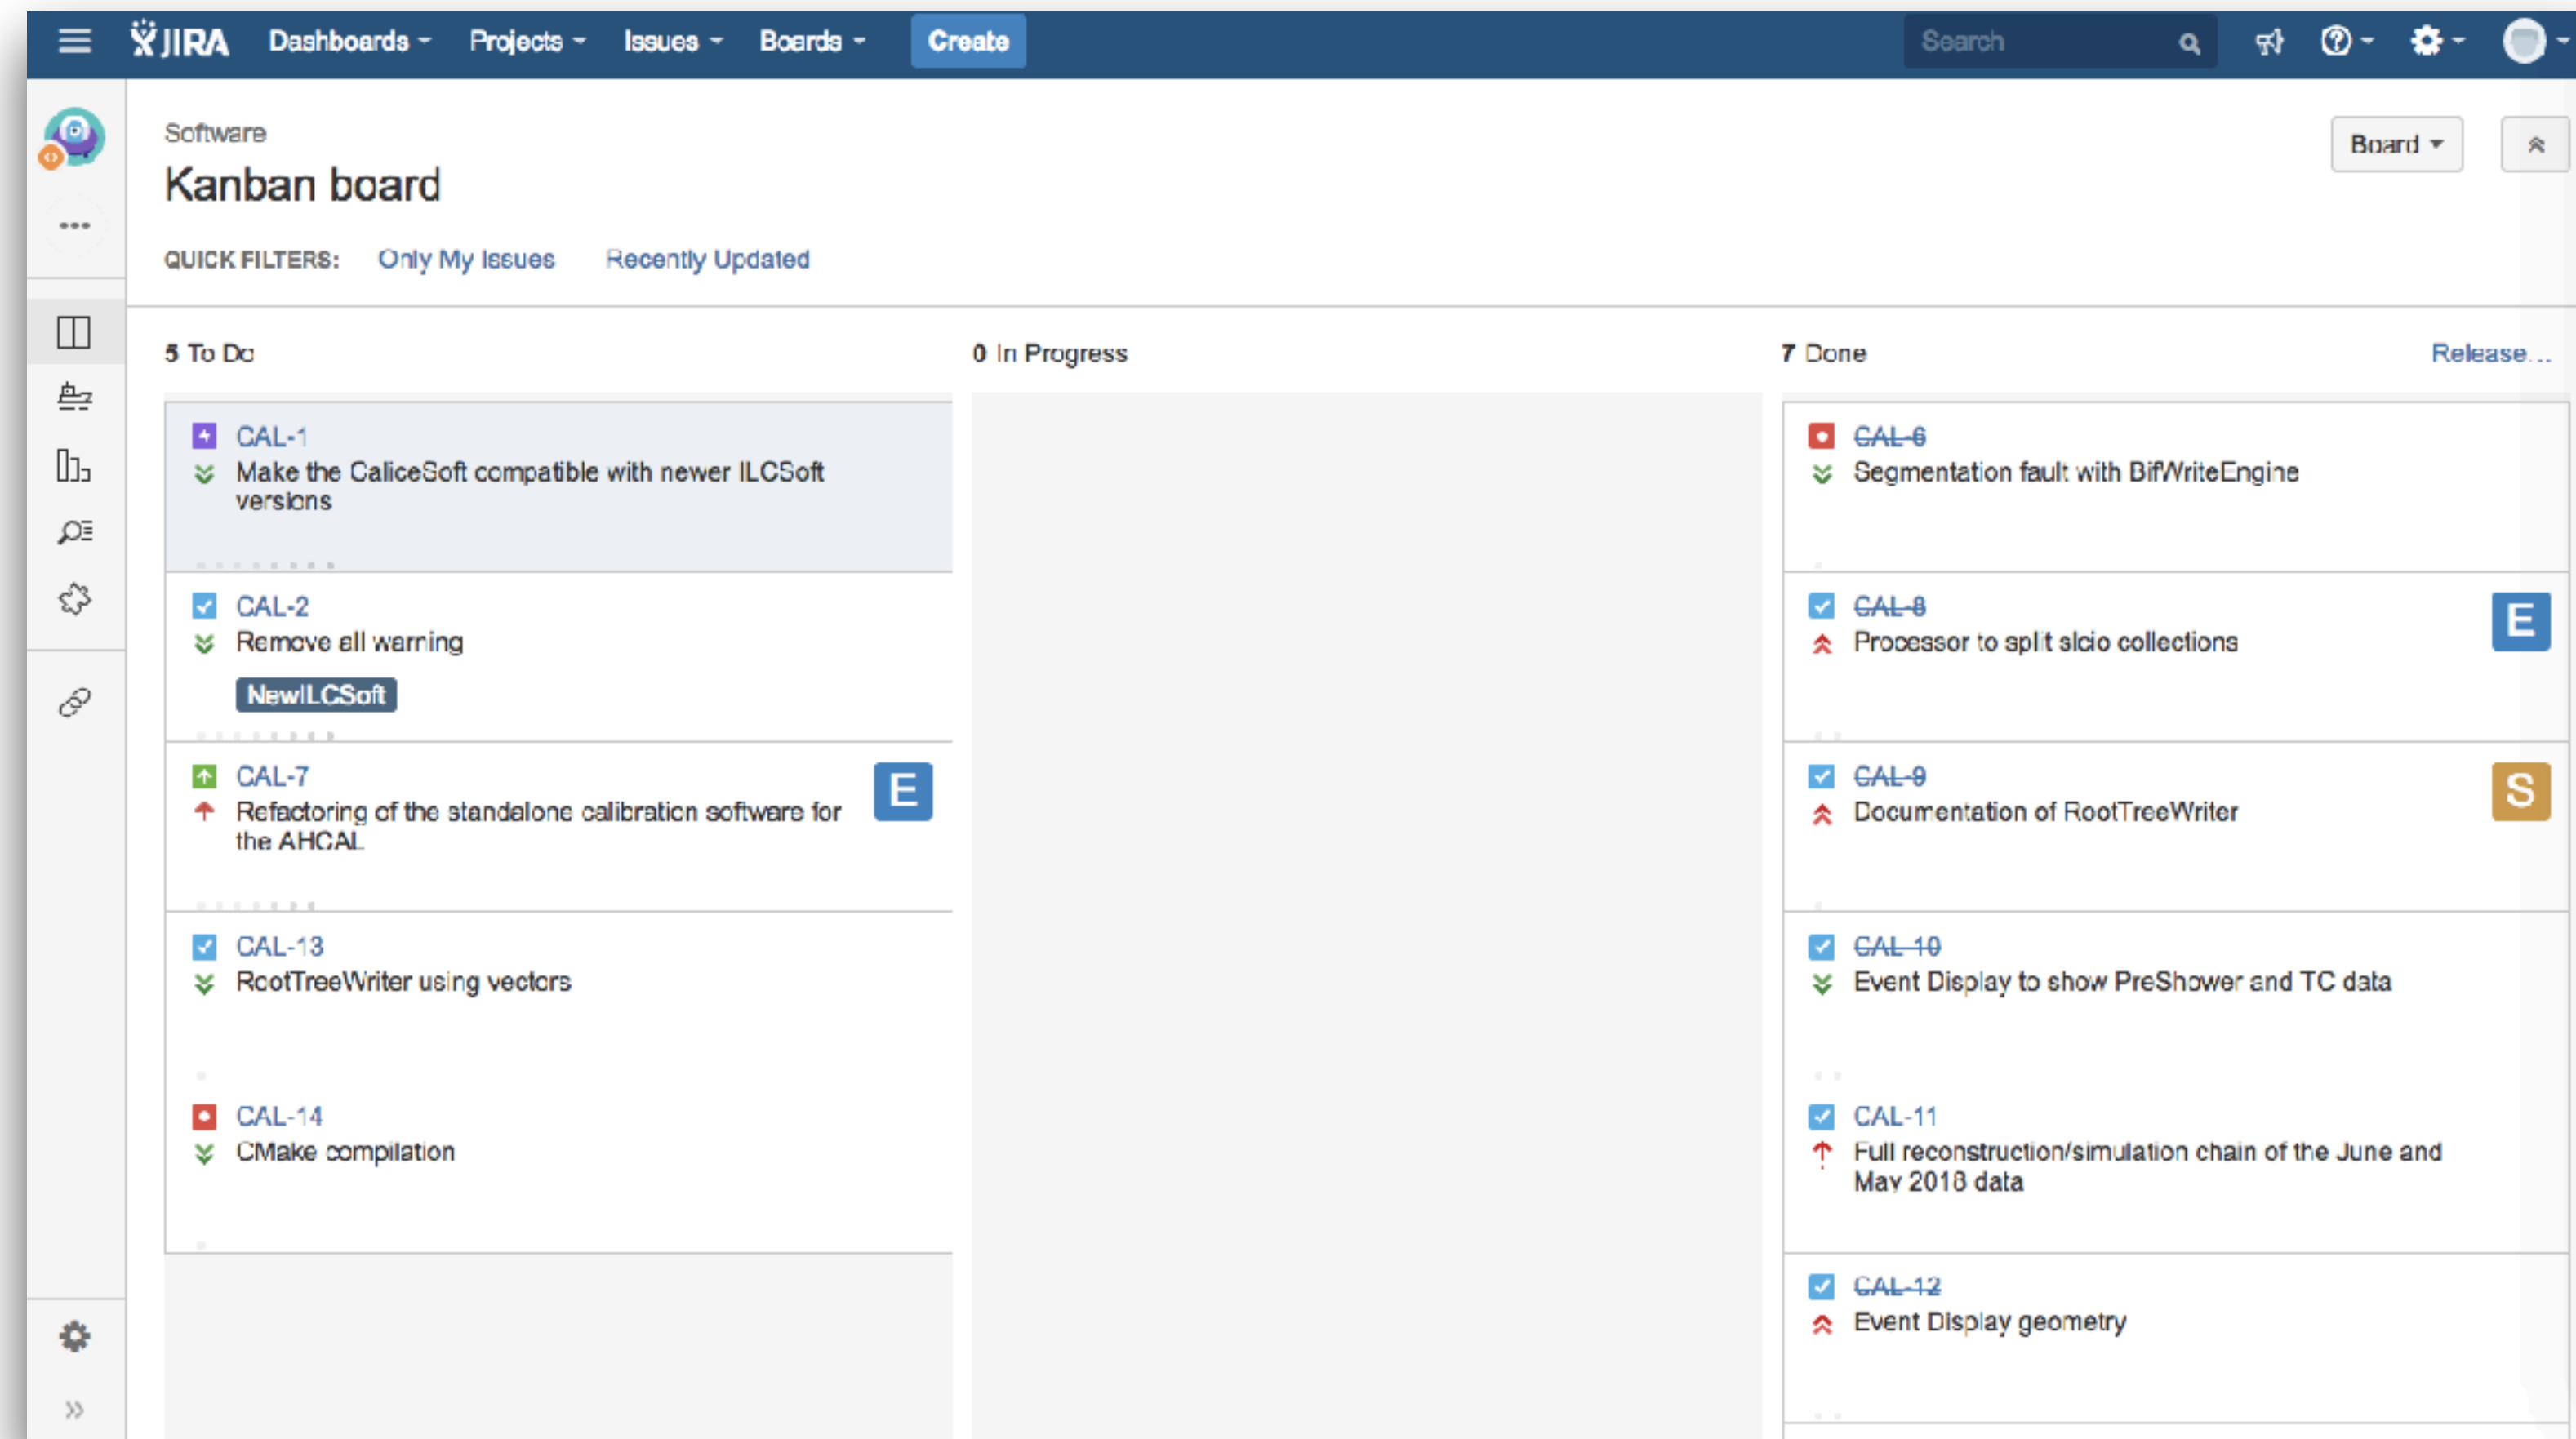 JIRA Dashboards Projects Issues Boards Create Search
Software
Kanban board
Board
QUICK FILTERS: Only My Issues Recently Updated
5 To Do
0 In Progress
7 Done
Release...
CAL-1
Make the CaliceSoft compatible with newer ILCSoft
versions
CAL-2
Remove all warning
NewILCSoft
CAL-7
E
Refactoring of the standalone calibration software for
the AHCAL
CAL-13
RootTreeWriter using vectors
CAL-14
CMake compilation
CAL-6
Segmentation fault with BifWriteEngine
CAL-8
E
Processor to split slcio collections
CAL-9
S
Documentation of RootTreeWriter
CAL-10
Event Display to show PreShower and TC data
CAL-11
Full reconstruction/simulation chain of the June and
May 2018 data
CAL-12
Event Display geometry